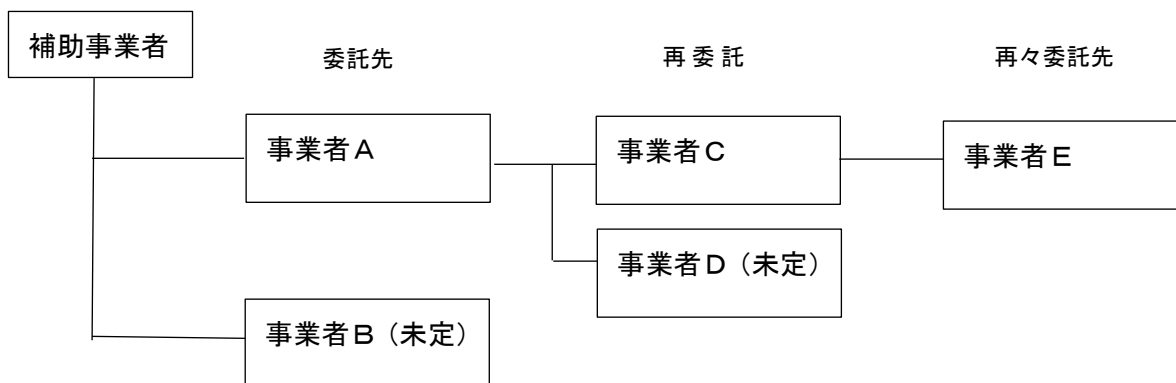 補助事業者
委託先
再委託
再々委託先
事業者A
事業者C
事業者E
事業者D（未定）
事業者B（未定）